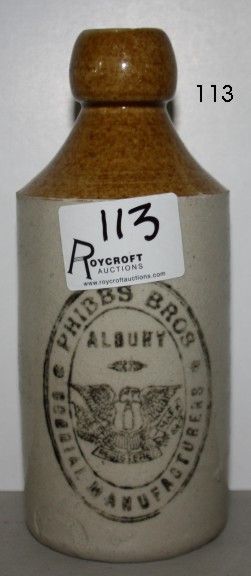 113
113
ROYCROFT
AUCTIONS
www.roycroftauctions.com
PHIBBS BROS
ALBURY
CORDIAL MANUFACTURERS